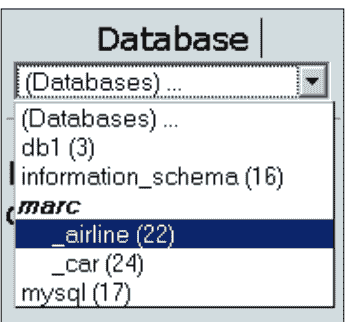 Database
(Databases) ...
(Databases) ...
db1 (3)
information_schema (16)
marc
_airline (22)
_car (24)
mysql (17)